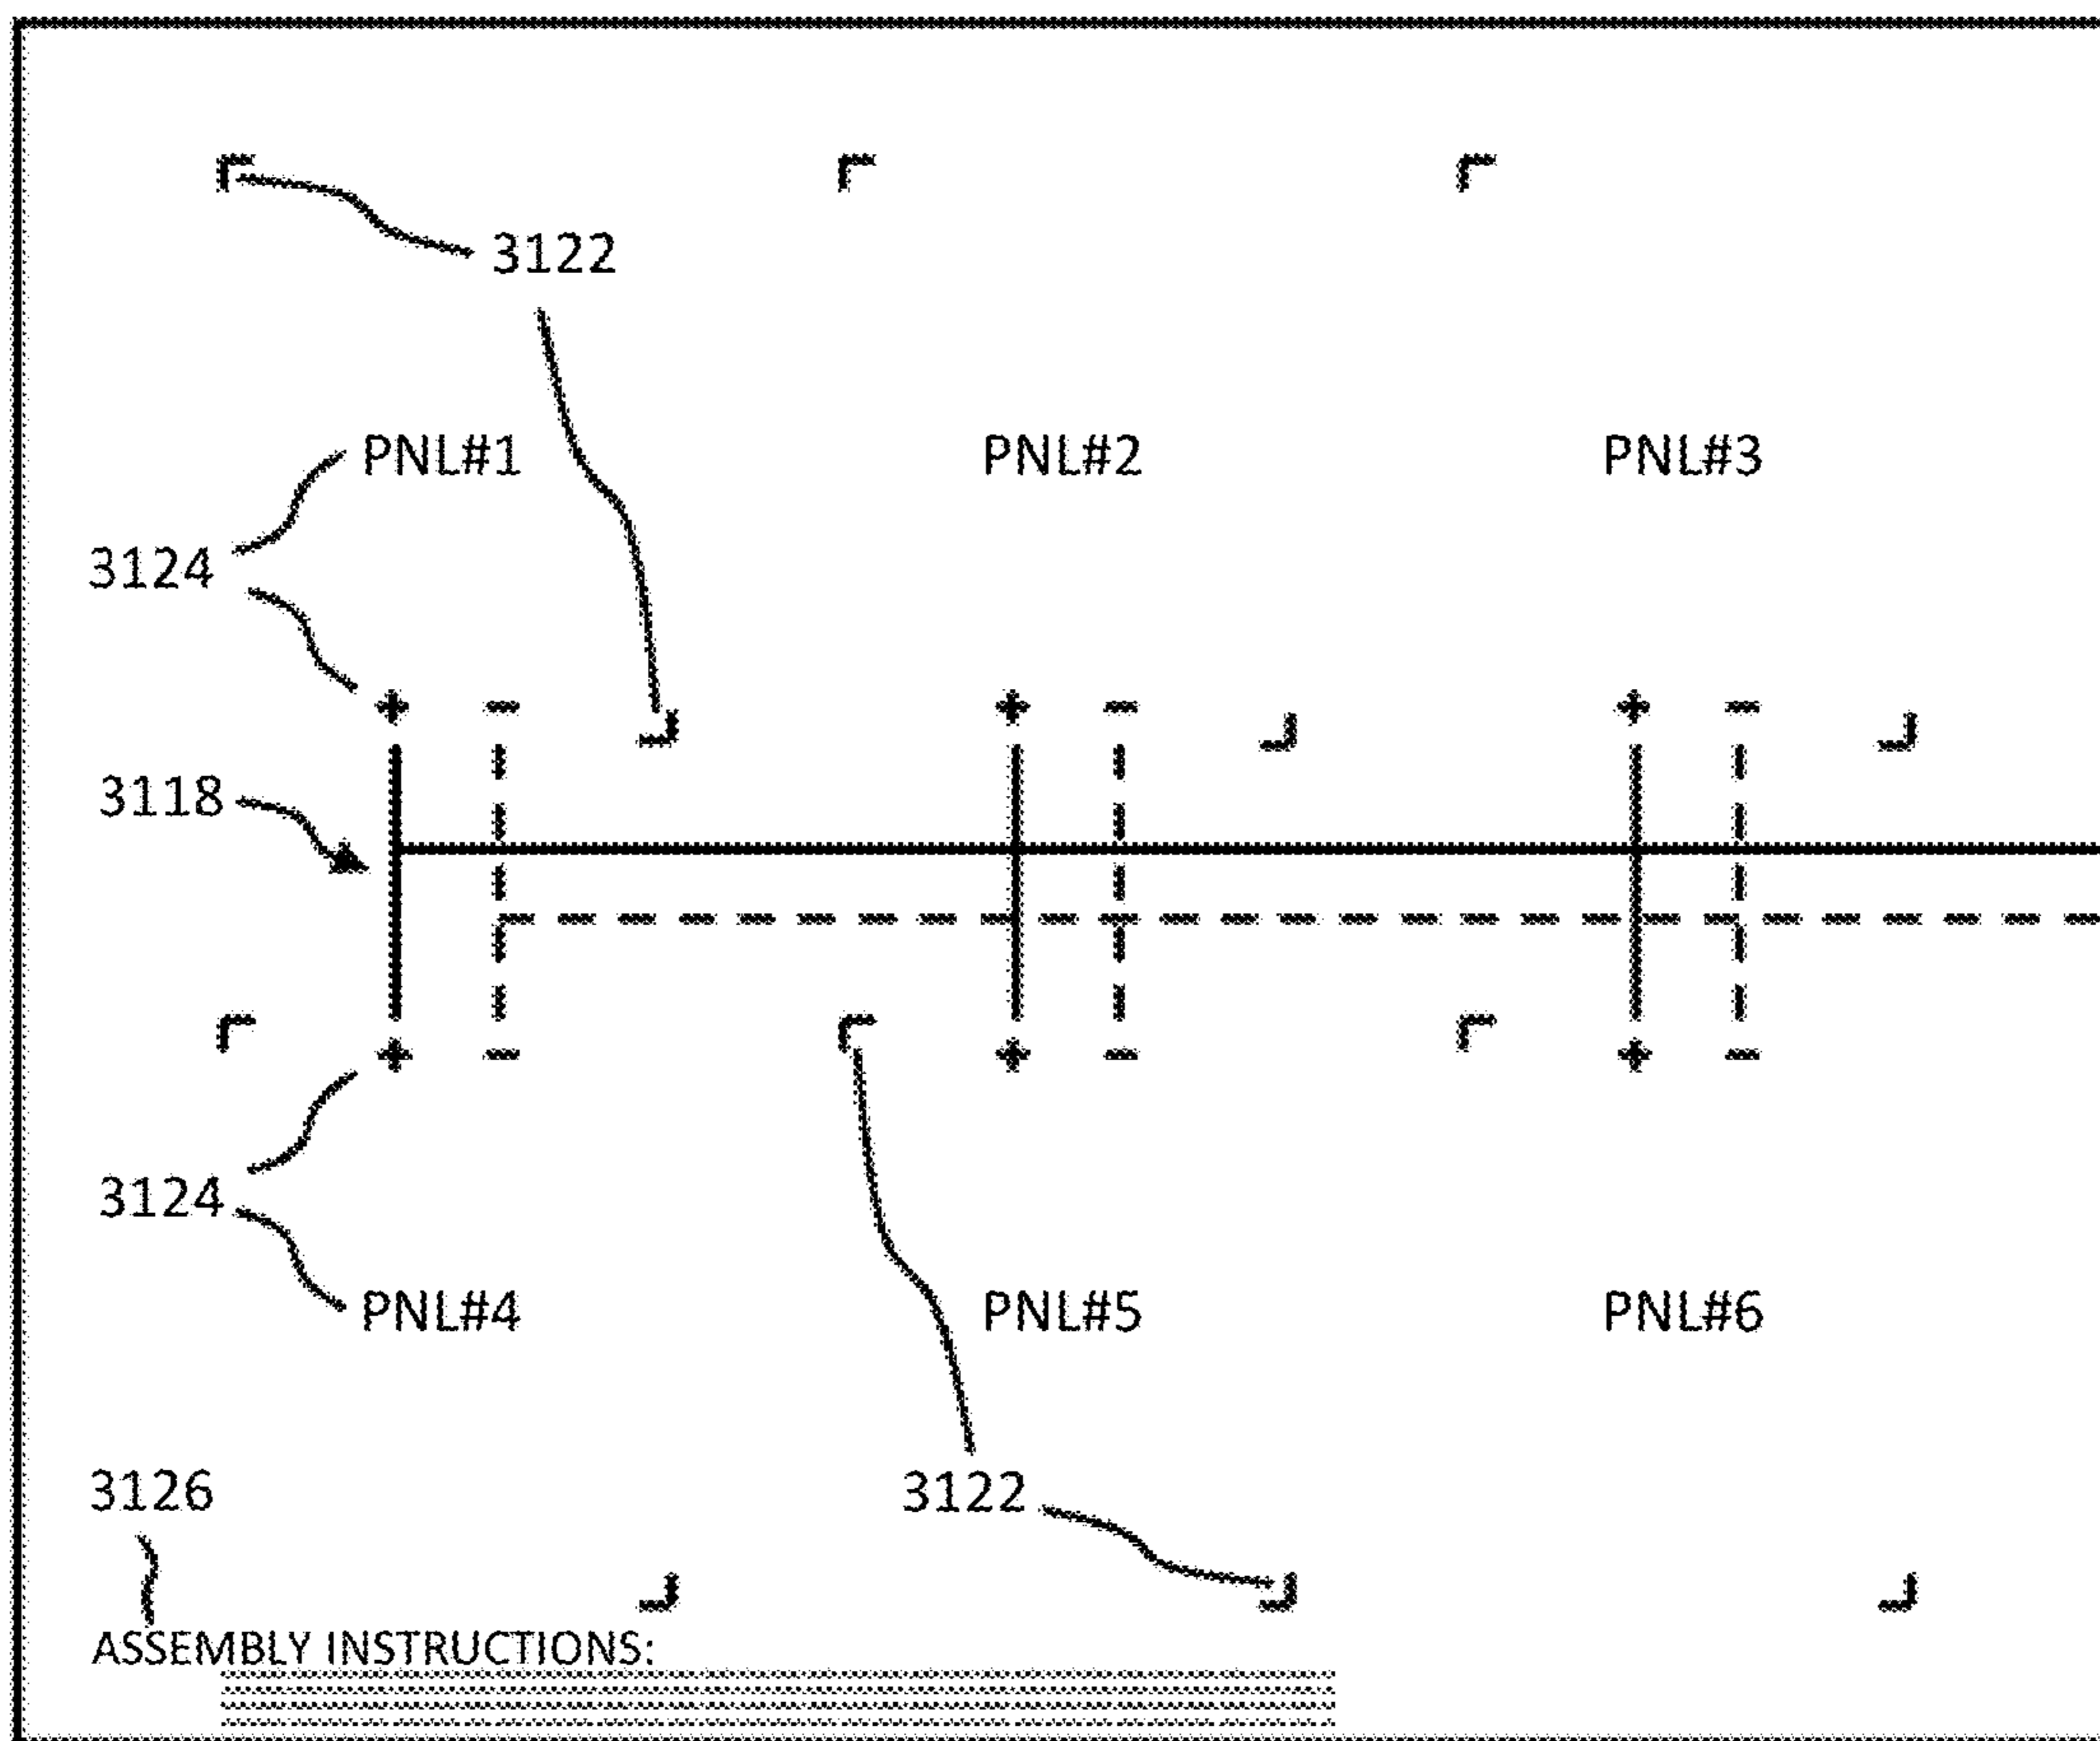 3122
PNL#1 PNL#2 PNL#3
3124
+ - + - + -
3118
+ - + - + -
3124
PNL#4 PNL#5 PNL#6
3126 3122
ASSEMBLY INSTRUCTIONS: